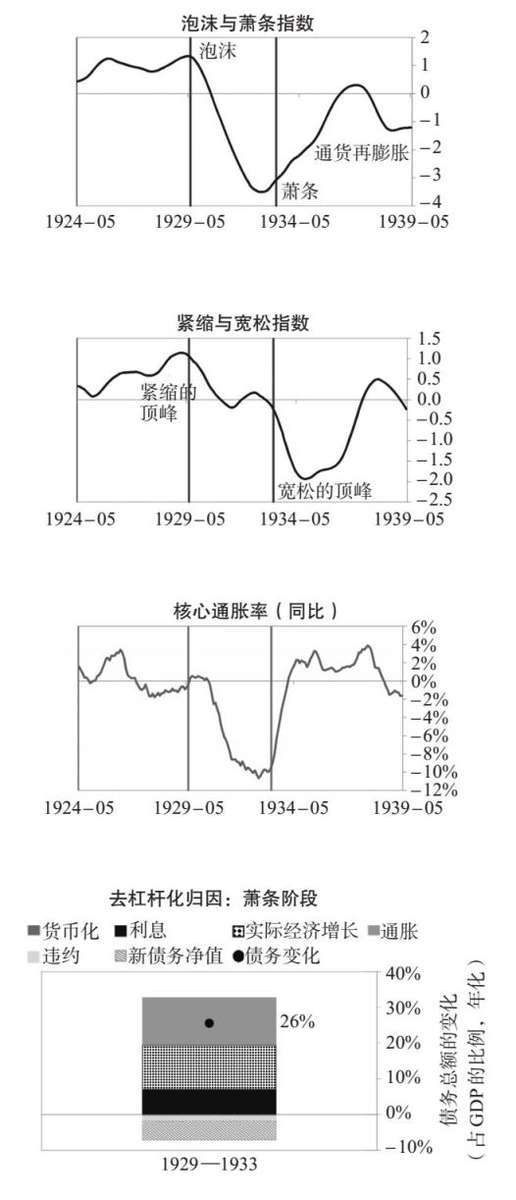 泡沫与萧条指数
2
1
0
−1
−2
−3
−4
泡沫
通货再膨胀
萧条
1924−05 1929−05 1934−05 1939−05
紧缩与宽松指数
1.5
1.0
0.5
0.0
−0.5
−1.0
−1.5
−2.0
−2.5
紧缩的
顶峰
宽松的顶峰
1924−05 1929−05 1934−05 1939−05
核心通胀率（同比）
6%
4%
2%
0%
−2%
−4%
−6%
−8%
−10%
−12%
1924−05 1929−05 1934−05 1939−05
去杠杆化归因：萧条阶段
货币化 利息 实际经济增长 通胀
违约 新债务净值 债务变化
40%
30%
20%
10%
0%
−10%
26%
债务总额的变化
（占GDP的比例，年化）
1929—1933